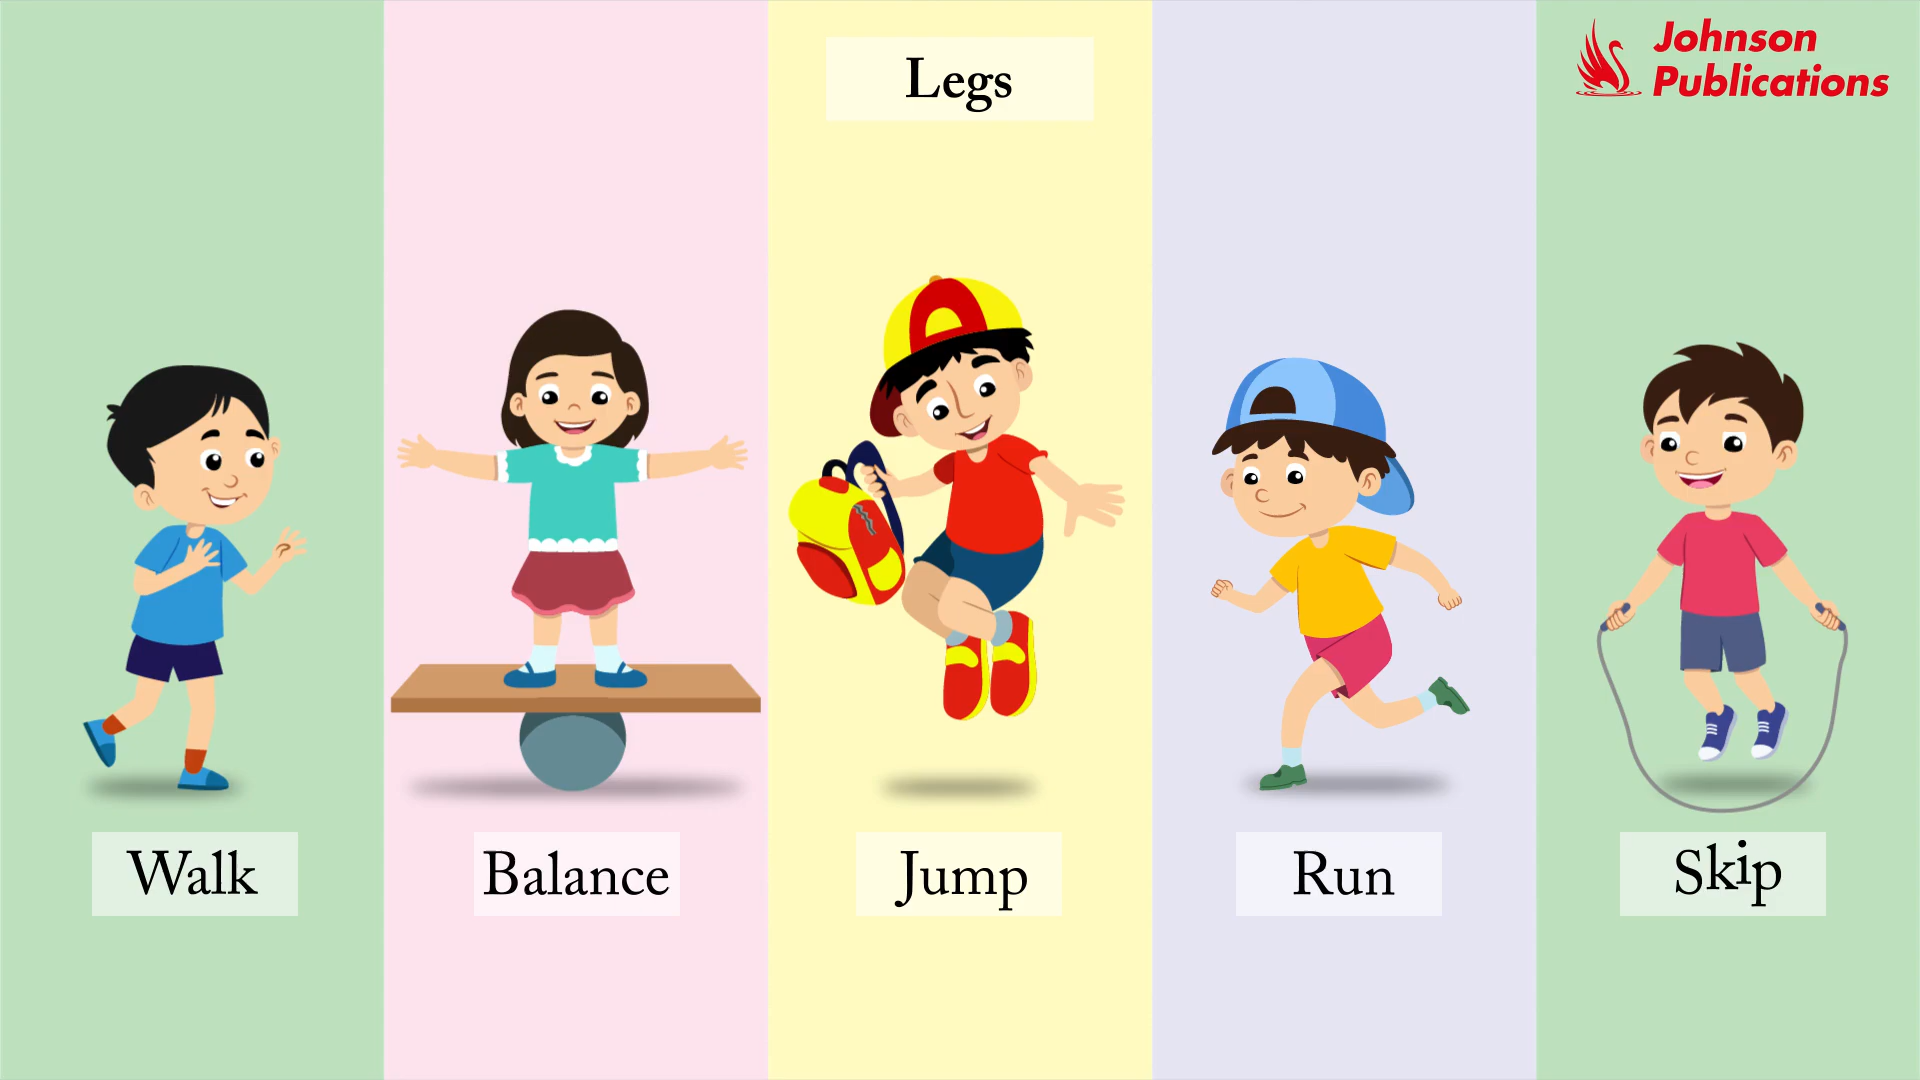 Legs
Johnson
Publications
Walk
Balance
Jump
Run
Skip